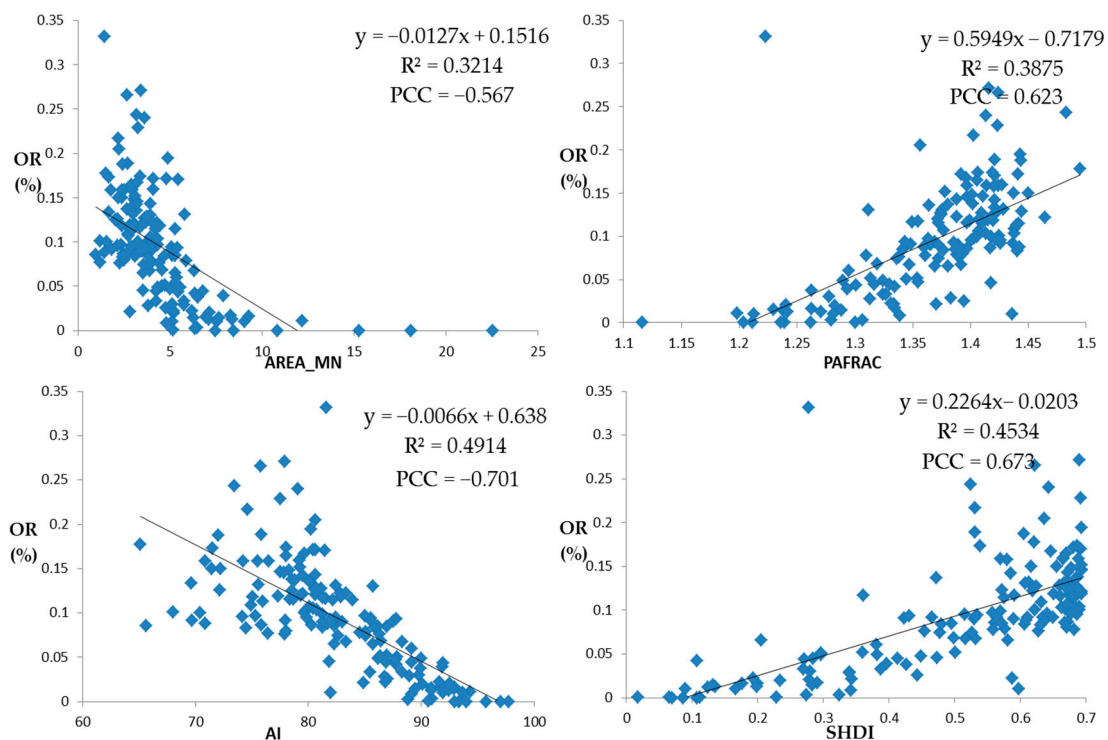 0.35
0.3
0.25
0.2
0.15
0.1
0.05
0
OR
(%)
y = −0.0127x + 0.1516
R² = 0.3214
PCC = −0.567
0 5 10 15 20 25
AREA_MN
0.35
0.3
0.25
0.2
0.15
0.1
0.05
0
OR
(%)
y = 0.5949x − 0.7179
R² = 0.3875
PCC = 0.623
1.1 1.15 1.2 1.25 1.3 1.35 1.4 1.45 1.5
PAFRAC
0.35
0.3
0.25
0.2
0.15
0.1
0.05
0
OR
(%)
y = −0.0066x + 0.638
R² = 0.4914
PCC = −0.701
60 70 80 90 100
AI
0.35
0.3
0.25
0.2
0.15
0.1
0.05
0
OR
(%)
y = 0.2264x− 0.0203
R² = 0.4534
PCC = 0.673
0 0.1 0.2 0.3 0.4 0.5 0.6 0.7
SHDI